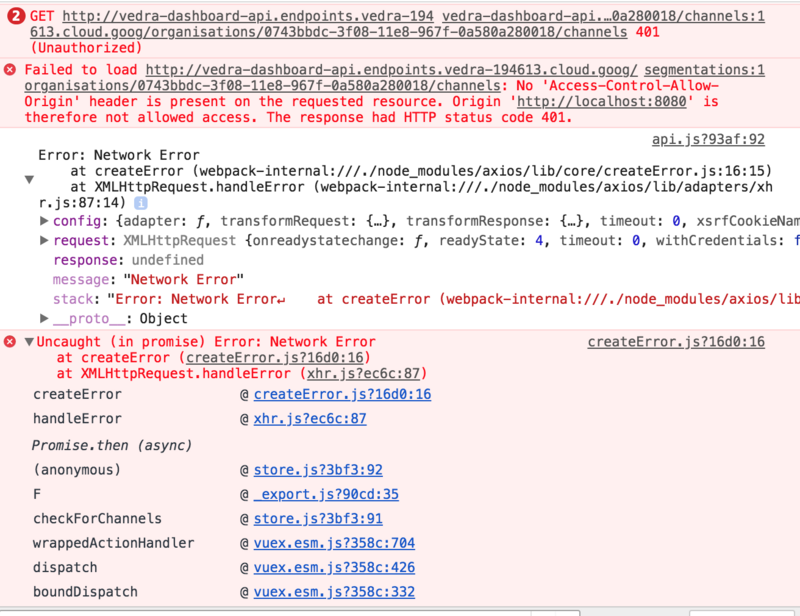 2 GET http://vedra-dashboard-api.endpoints.vedra-194 vedra-dashboard-api.…0a280018/channels:1
613.cloud.goog/organisations/0743bbdc-3f08-11e8-967f-0a580a280018/channels 401
(Unauthorized)
Failed to load http://vedra-dashboard-api.endpoints.vedra-194613.cloud.goog/ segmentations:1
organisations/0743bbdc-3f08-11e8-967f-0a580a280018/channels: No 'Access-Control-Allow-
Origin' header is present on the requested resource. Origin 'http://localhost:8080' is
therefore not allowed access. The response had HTTP status code 401.
api.js?93af:92
Error: Network Error
at createError (webpack-internal:///./node_modules/axios/lib/core/createError.js:16:15)
at XMLHttpRequest.handleError (webpack-internal:///./node_modules/axios/lib/adapters/xh
r.js:87:14) i
config: {adapter: ƒ, transformRequest: {…}, transformResponse: {…}, timeout: 0, xsrfCookieNam
request: XMLHttpRequest {onreadystatechange: ƒ, readyState: 4, timeout: 0, withCredentials: f
response: undefined
message: "Network Error"
stack: "Error: Network Error↵ at createError (webpack-internal:///./node_modules/axios/lib
__proto__: Object
Uncaught (in promise) Error: Network Error createError.js?16d0:16
at createError (createError.js?16d0:16)
at XMLHttpRequest.handleError (xhr.js?ec6c:87)
createError @ createError.js?16d0:16
handleError @ xhr.js?ec6c:87
Promise.then (async)
(anonymous) @ store.js?3bf3:92
F @ _export.js?90cd:35
checkForChannels @ store.js?3bf3:91
wrappedActionHandler @ vuex.esm.js?358c:704
dispatch @ vuex.esm.js?358c:426
boundDispatch @ vuex.esm.js?358c:332